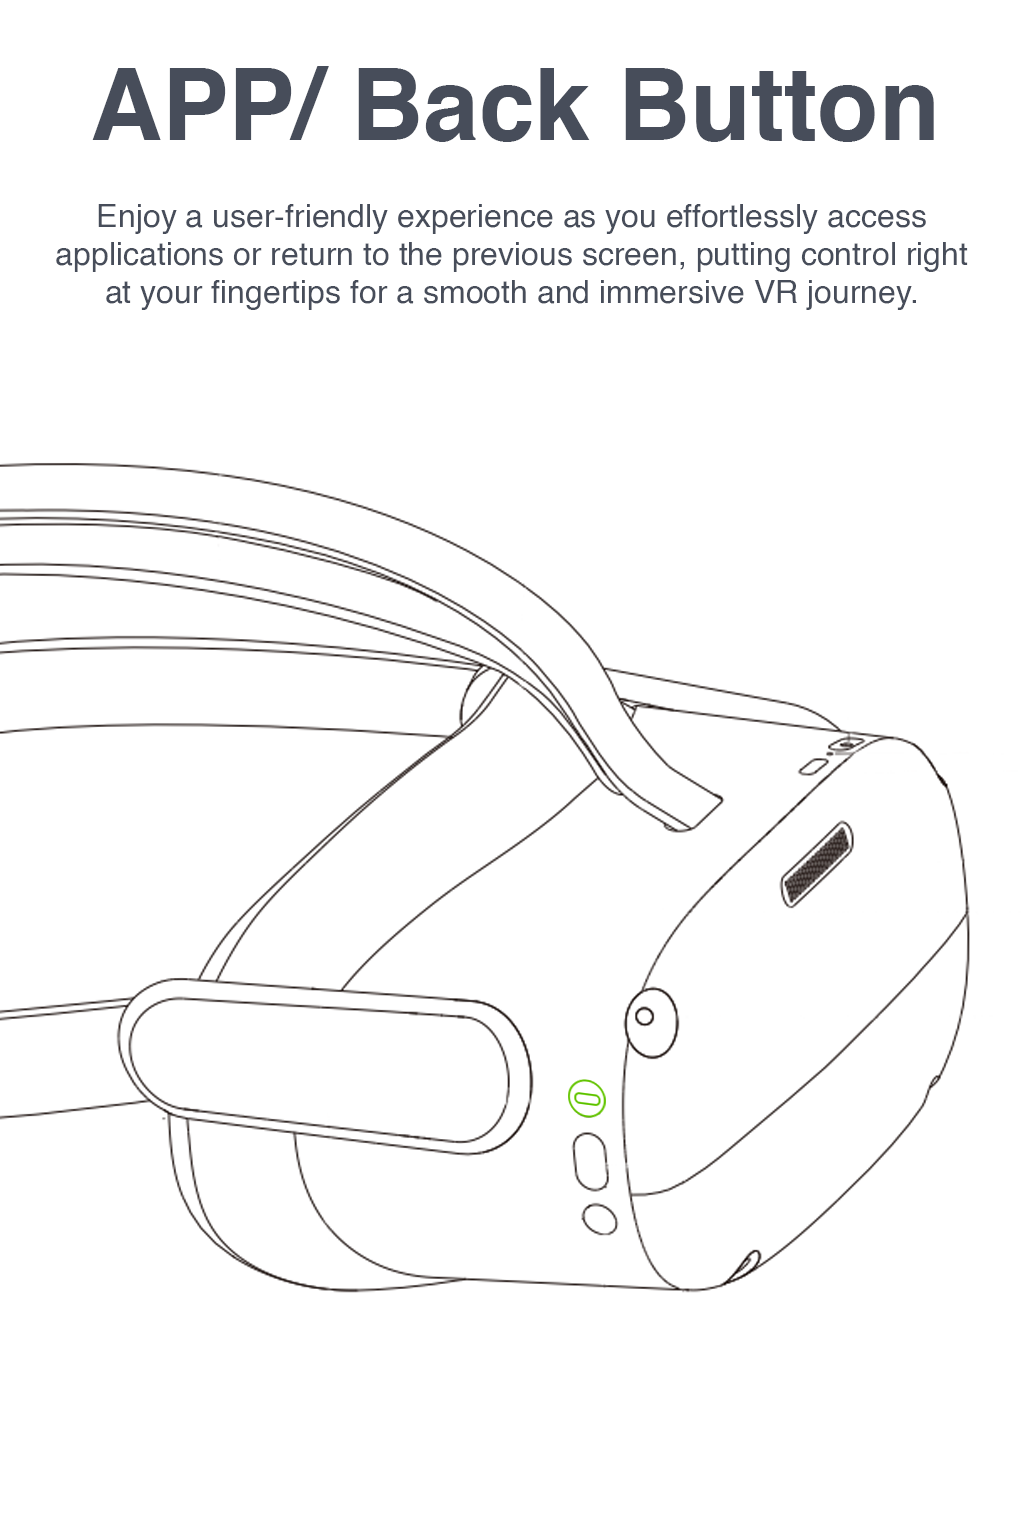 APP/ Back Button
Enjoy a user-friendly experience as you effortlessly access
applications or return to the previous screen, putting control right
at your fingertips for a smooth and immersive VR journey.